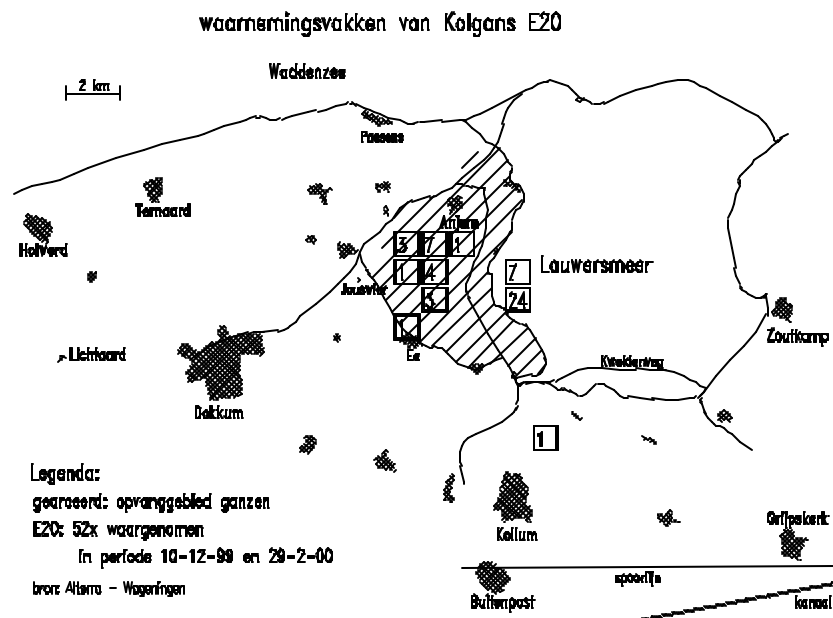 waarnemingsvakken van Kolgans E20
Waddenzee
2 km
Paesens
Ternaard
Anjum
Holwerd
3 7 1
Lauwersmeer
1 4
7
Jouswier
3
24
Zoutkamp
1
Ee
Lichtaard
Kwelderweg
Dokkum
1
Legenda:
gearceerd: opvanggebied ganzen
E20: 52x waargenomen
in periode 10-12-99 en 29-2-00
bron: Alterra - Wageningen
Kollum
Grijpskerk
spoorlijn
Buitenpost
kanaal